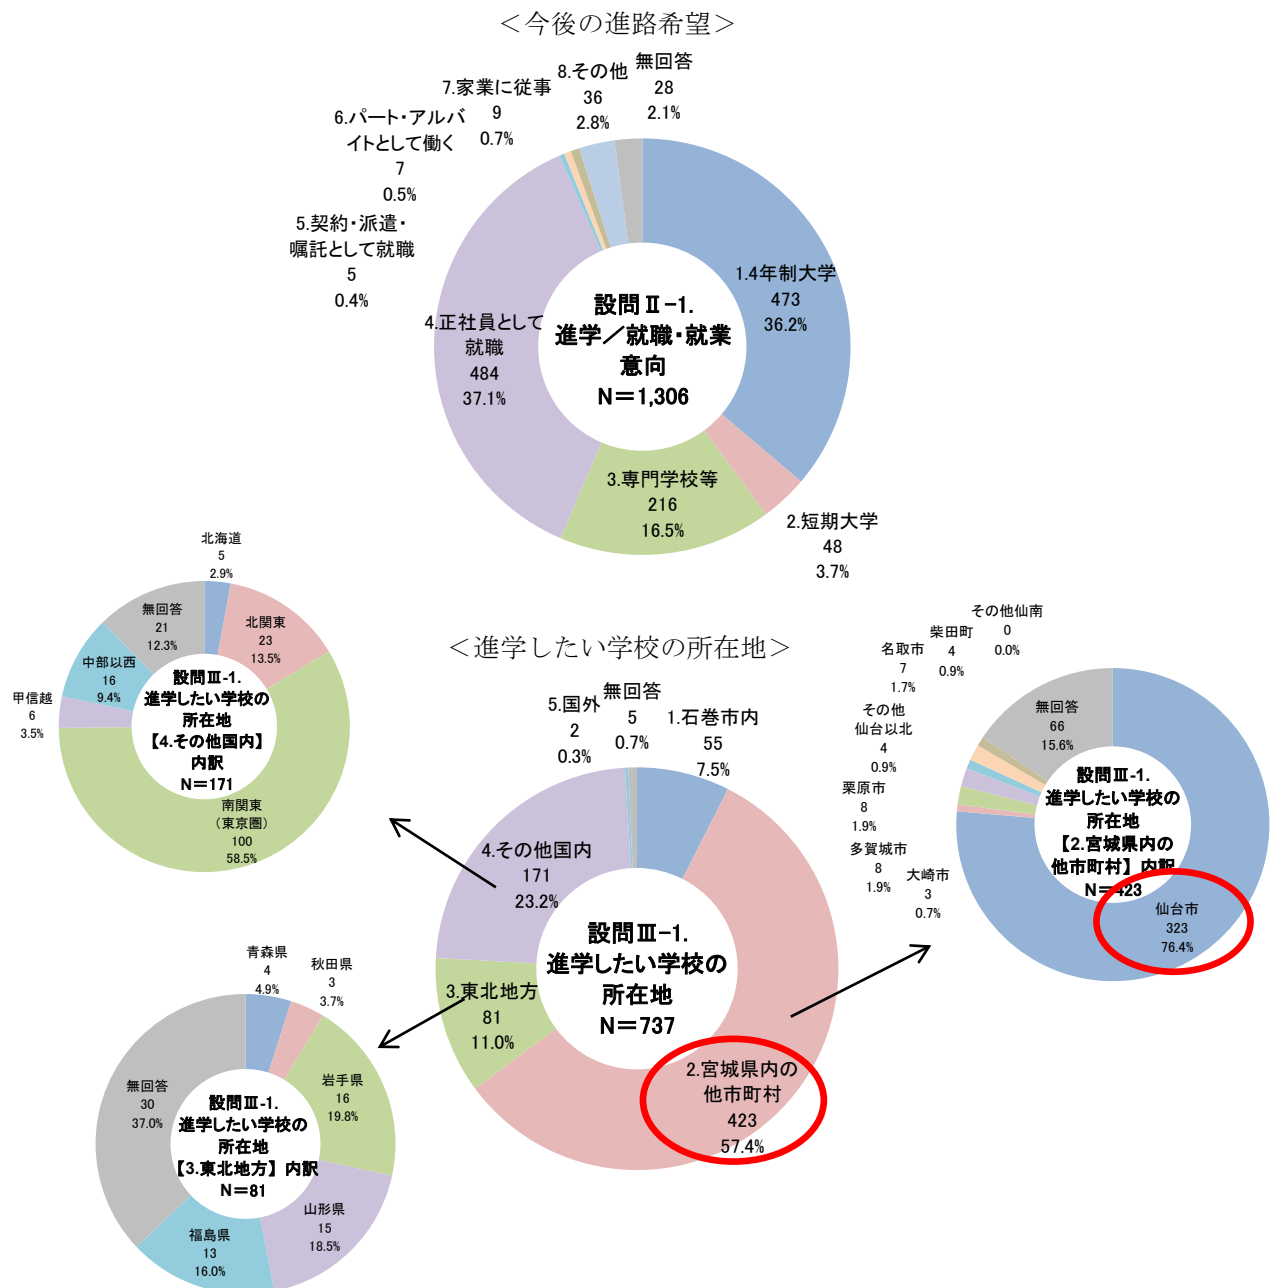 ＜今後の進路希望＞
無回答
28
2.1%
8.その他
36
2.8%
7.家業に従事
9
0.7%
6.パート・アルバ
イトとして働く
7
0.5%
5.契約・派遣・
嘱託として就職
5
0.4%
1.4年制大学
473
36.2%
4.正社員として
就職
484
37.1%
設問Ⅱ-1.
進学／就職・就業
意向
N＝1,306
3.専門学校等
216
16.5%
2.短期大学
48
3.7%
＜進学したい学校の所在地＞
北海道
5
2.9%
北関東
23
13.5%
無回答
21
12.3%
中部以西
16
9.4%
甲信越
6
3.5%
設問Ⅲ-1.
進学したい学校の
所在地
【4.その他国内】
内訳
N＝171
南関東
（東京圏）
100
58.5%
5.国外
2
0.3%
無回答
5
0.7%
1.石巻市内
55
7.5%
4.その他国内
171
23.2%
3.東北地方
81
11.0%
設問Ⅲ-1.
進学したい学校の
所在地
N＝737
2.宮城県内の
他市町村
423
57.4%
その他仙南
0
0.0%
柴田町
4
0.9%
名取市
7
1.7%
その他
仙台以北
4
0.9%
栗原市
8
1.9%
多賀城市
8
1.9%
大崎市
3
0.7%
無回答
66
15.6%
設問Ⅲ-1.
進学したい学校の
所在地
【2.宮城県内の
他市町村】内訳
N＝423
仙台市
323
76.4%
青森県
4
4.9%
秋田県
3
3.7%
岩手県
16
19.8%
無回答
30
37.0%
設問Ⅲ-1.
進学したい学校の
所在地
【3.東北地方】内訳
N＝81
山形県
15
18.5%
福島県
13
16.0%